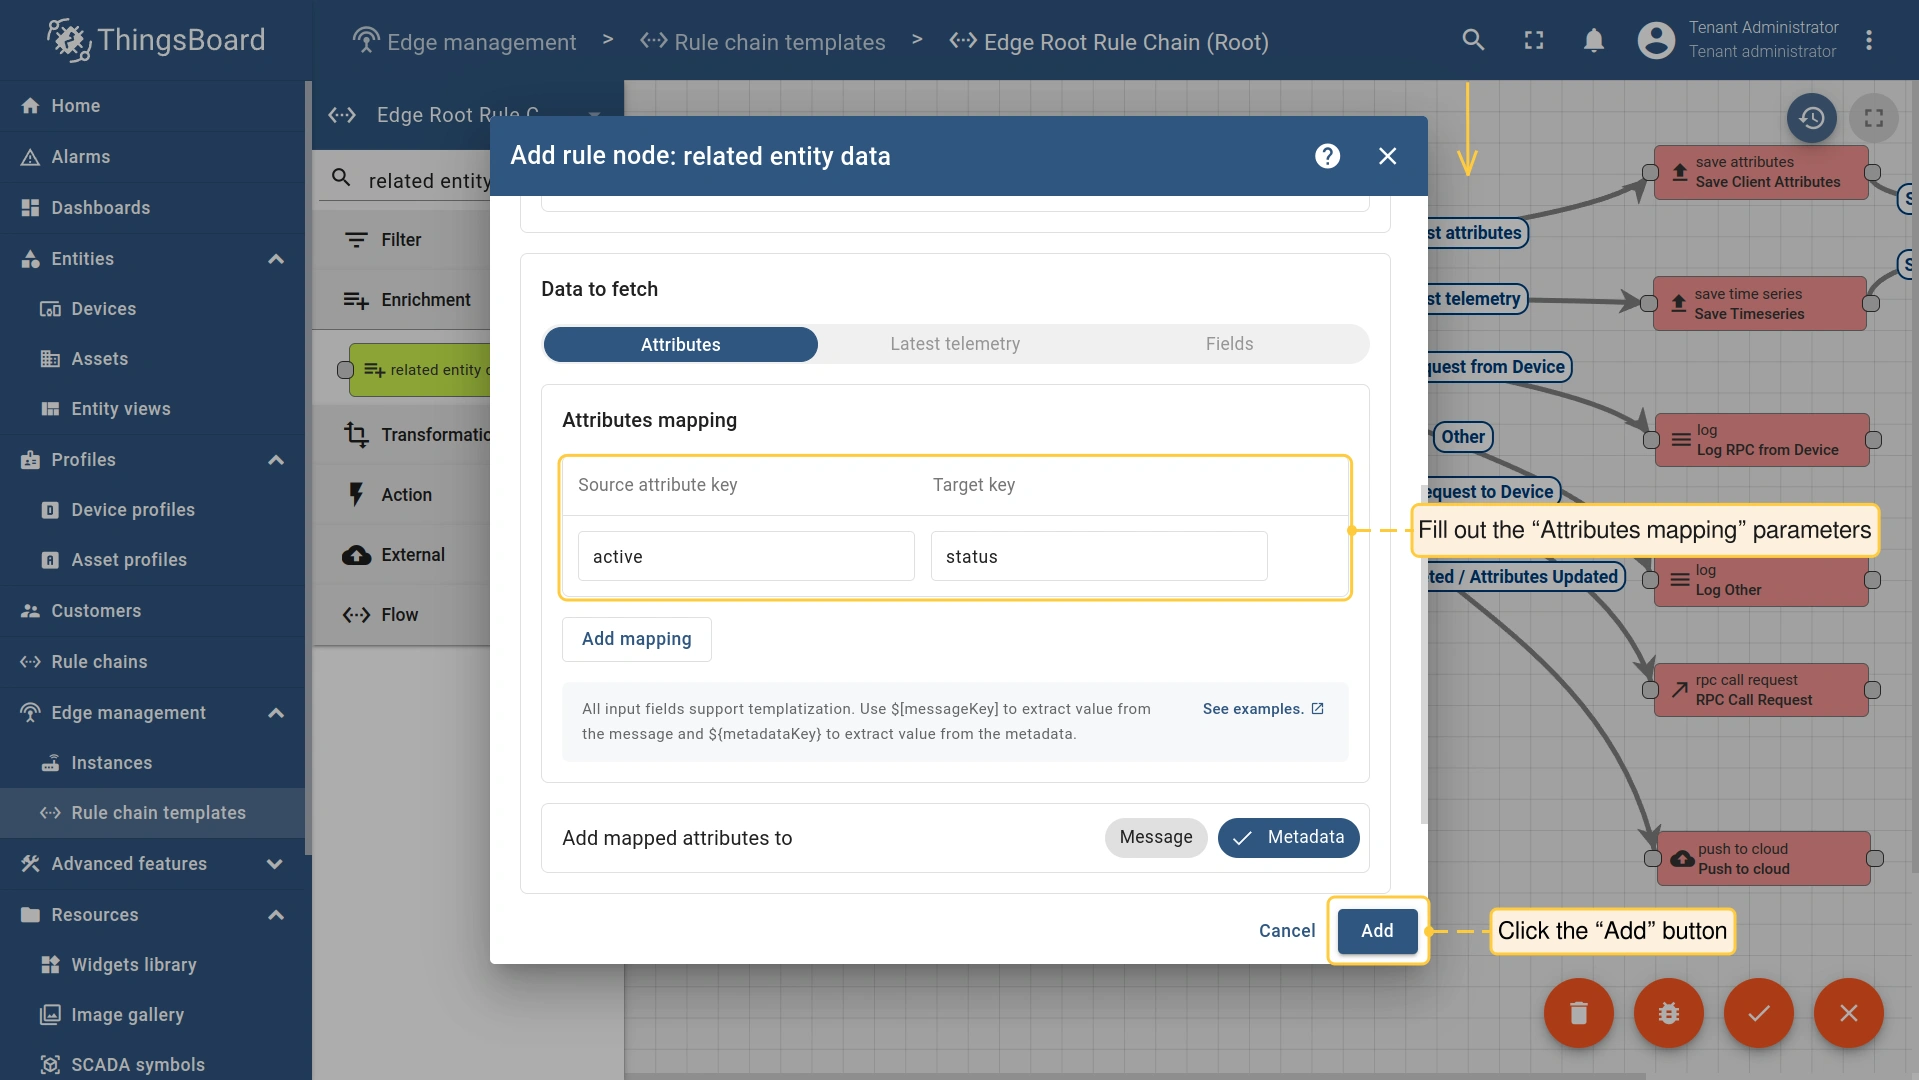 ThingsBoard
Edge management > Rule chain templates > Edge Root Rule Chain (Root)
Tenant Administrator
Tenant administrator
Home
Alarms
Dashboards
Entities
Devices
Assets
Entity views
Profiles
Device profiles
Asset profiles
Customers
Rule chains
Edge management
Instances
Rule chain templates
Advanced features
Resources
Widgets library
Image gallery
SCADA symbols
Edge Root Rule C
related entity
Filter
Enrichment
related entity
Transformatio
Action
External
Flow
Add rule node: related entity data
Data to fetch
Attributes
Latest telemetry
Fields
Attributes mapping
Source attribute key
Target key
active
status
Add mapping
All input fields support templatization. Use $[messageKey] to extract value from
the message and ${metadataKey} to extract value from the metadata.
See examples.
Add mapped attributes to
Message
Metadata
Cancel
Add
Fill out the “Attributes mapping” parameters
Click the “Add” button
save attributes
Save Client Attributes
st attributes
save time series
Save Timeseries
st telemetry
quest from Device
log
Log RPC from Device
Other
equest to Device
log
Log Other
ted / Attributes Updated
rpc call request
RPC Call Request
push to cloud
Push to cloud